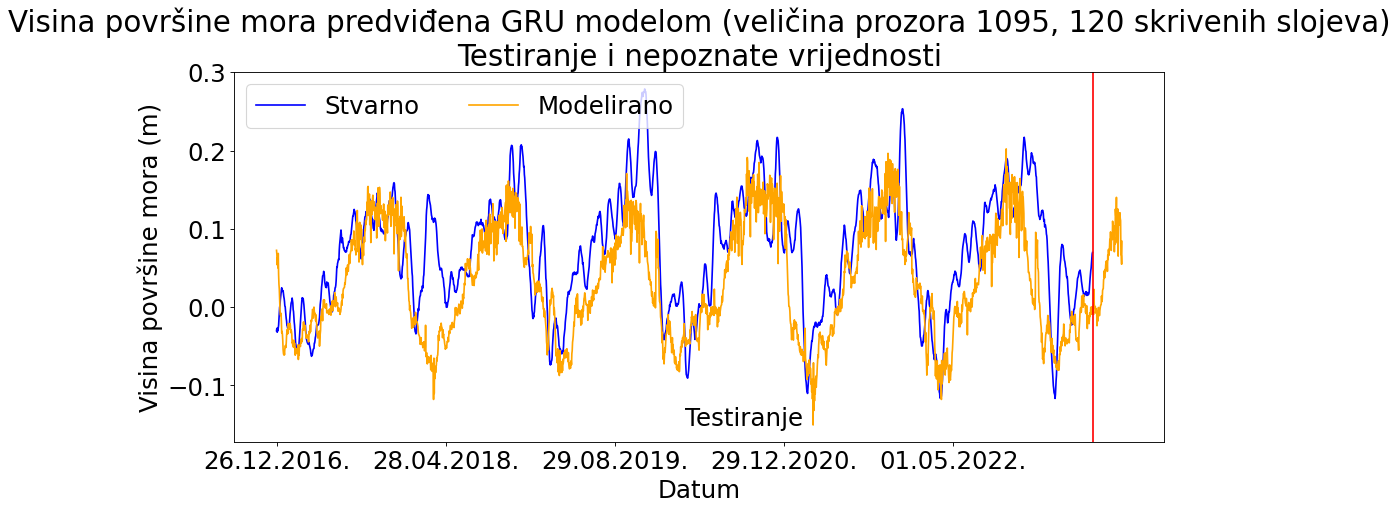 Visina površine mora predviđena GRU modelom (veličina prozora 1095, 120 skrivenih slojeva)
Testiranje i nepoznate vrijednosti
Stvarno
Modelirano
0.3
0.2
0.1
0.0
−0.1
Visina površine mora (m)
Testiranje
26.12.2016.
28.04.2018.
29.08.2019.
29.12.2020.
01.05.2022.
Datum